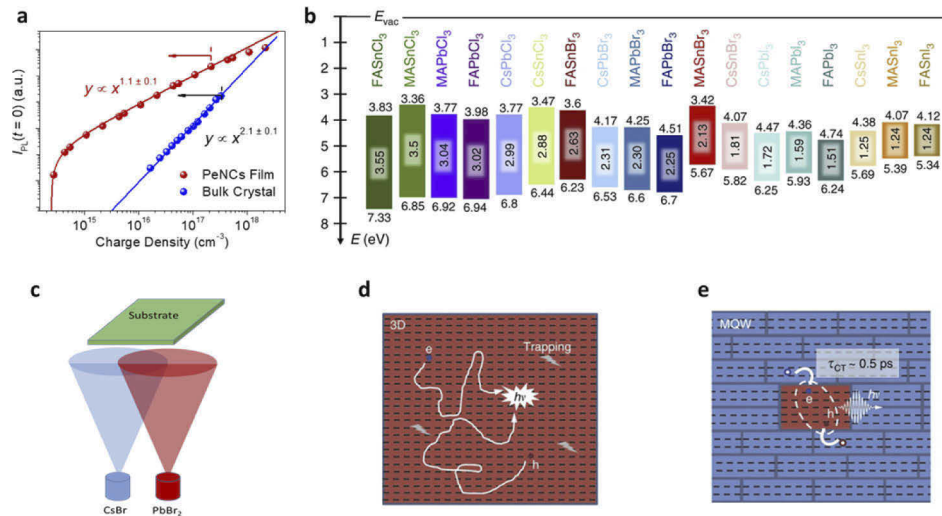 a
I_PL(t = 0) (a.u.)
y ∝ x^1.1 ± 0.1
y ∝ x^2.1 ± 0.1
PeNCs Film
Bulk Crystal
10^15 10^16 10^17 10^18
Charge Density (cm^-3)
b
E_vac
1
2
3
4
5
6
7
8
E (eV)
FASnCl₃ MASnCl₃ MAPbCl₃ FAPbCl₃ CsPbCl₃ CsSnCl₃ FASnBr₃ CsPbBr₃ MAPbBr₃ FAPbBr₃ MASnBr₃ CsSnBr₃ CsPbI₃ MAPbI₃ FAPbI₃ CsSnI₃ MASnI₃ FASnI₃
3.83 3.36 3.77 3.98 3.77 3.47 3.6 4.17 4.25 4.51 3.42 4.07 4.47 4.36 4.74 4.38 4.07 4.12
3.55 3.5 3.04 3.02 2.99 2.88 2.63 2.31 2.30 2.25 2.13 1.81 1.72 1.59 1.51 1.25 1.24 1.24
7.33 6.85 6.92 6.94 6.8 6.44 6.23 6.53 6.6 6.7 5.67 5.82 6.25 5.93 6.24 5.69 5.39 5.34
c
Substrate
CsBr PbBr₂
d
3D
e
Trapping
hν
h
e
MQW
τ_CT ~ 0.5 ps
e
h
hν